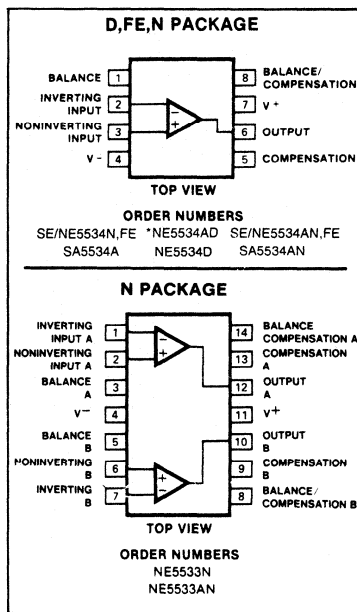 D,FE,N PACKAGE
BALANCE 1
8 BALANCE/
COMPENSATION
INVERTING
INPUT 2
7 V+
NONINVERTING
INPUT 3
6 OUTPUT
V- 4
5 COMPENSATION
- +
TOP VIEW
ORDER NUMBERS
SE/NE5534N,FE *NE5534AD SE/NE5534AN,FE
SA5534A NE5534D SA5534AN
N PACKAGE
INVERTING
INPUT A 1
14 BALANCE
COMPENSATION A
NONINVERTING
INPUT A 2
13 COMPENSATION
A
BALANCE
A 3
12 OUTPUT
A
V- 4
11 V+
BALANCE
B 5
10 OUTPUT
B
NONINVERTING
B 6
9 COMPENSATION
B
INVERTING
B 7
8 BALANCE/
COMPENSATION B
- +
+ -
TOP VIEW
ORDER NUMBERS
NE5533N
NE5533AN